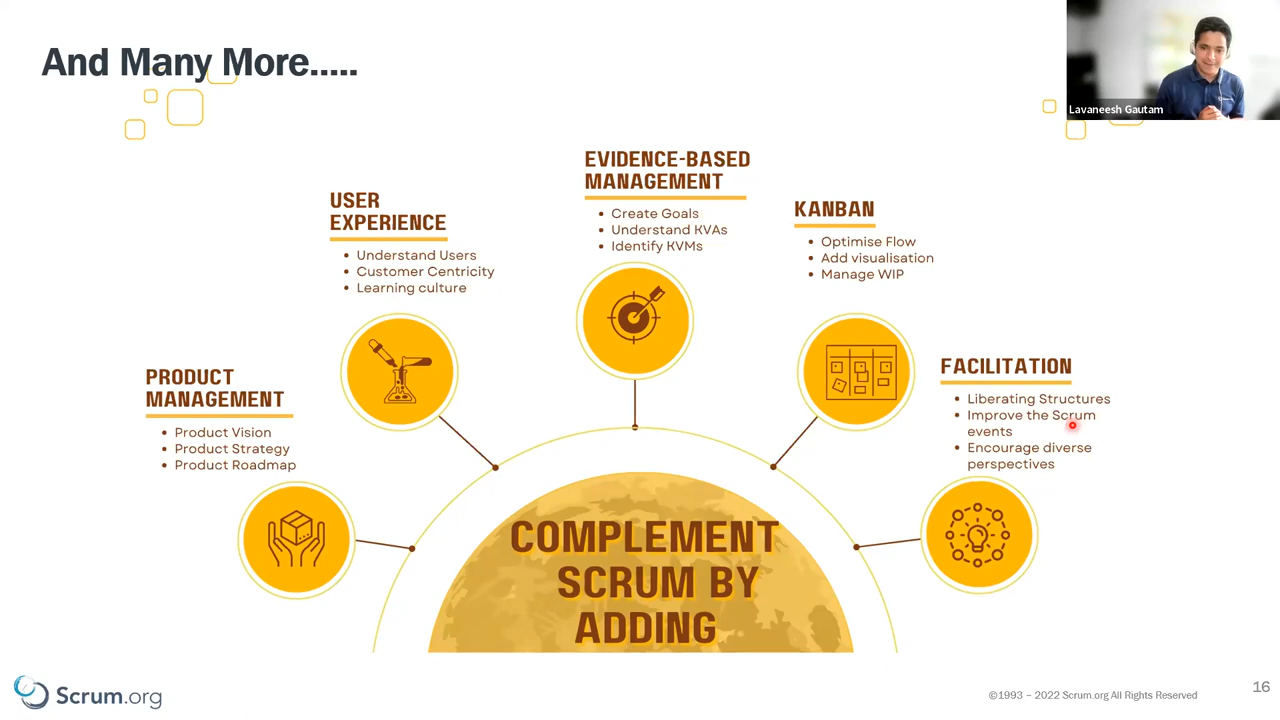 And Many More.....
Lavaneesh Gautam
EVIDENCE-BASED
MANAGEMENT
• Create Goals
• Understand KVAs
• Identify KVMs
USER
EXPERIENCE
• Understand Users
• Customer Centricity
• Learning culture
KANBAN
• Optimise Flow
• Add visualisation
• Manage WIP
PRODUCT
MANAGEMENT
• Product Vision
• Product Strategy
• Product Roadmap
FACILITATION
• Liberating Structures
• Improve the Scrum
events
• Encourage diverse
perspectives
COMPLEMENT
SCRUM BY
ADDING
Scrum.org
©1993 – 2022 Scrum.org All Rights Reserved
16